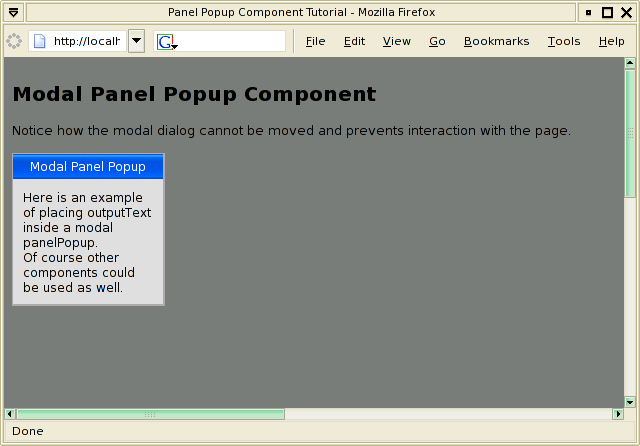 Panel Popup Component Tutorial - Mozilla Firefox
http://localh
G
File Edit View Go Bookmarks Tools Help
Modal Panel Popup Component
Notice how the modal dialog cannot be moved and prevents interaction with the page.
Modal Panel Popup
Here is an example
of placing outputText
inside a modal
panelPopup.
Of course other
components could
be used as well.
Done